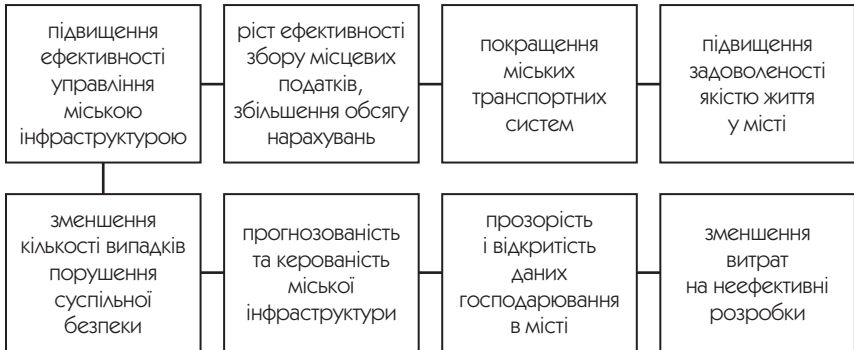 підвищення
ефективності
управління
міською
інфраструктурою
ріст ефективності
збору місцевих
податків,
збільшення обсягу
нарахувань
покращення
міських
транспортних
систем
підвищення
задоволеності
якістю життя
у місті
зменшення
кількості випадків
порушення
суспільної
безпеки
прогнозованість
та керованість
міської
інфраструктури
прозорість
і відкритість
даних
господарювання
в місті
зменшення
витрат
на неефективні
розробки